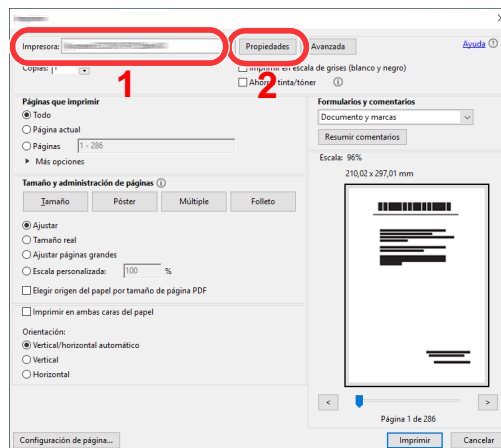 Impresora:
Propiedades
Avanzada
Ayuda
1
2
Copias: 1
Imprimir en escala de grises (blanco y negro)
Ahorrar tinta/tóner
Páginas que imprimir
Todo
Página actual
Páginas 1 - 286
Más opciones
Formularios y comentarios
Documento y marcas
Resumir comentarios
Escala: 96%
210,02 x 297,01 mm
Tamaño y administración de páginas
Tamaño Póster Múltiple Folleto
Ajustar
Tamaño real
Ajustar páginas grandes
Escala personalizada: 100 %
Elegir origen del papel por tamaño de página PDF
Imprimir en ambas caras del papel
Orientación:
Vertical/horizontal automático
Vertical
Horizontal
< >
Página 1 de 286
Configuración de página...
Imprimir
Cancelar